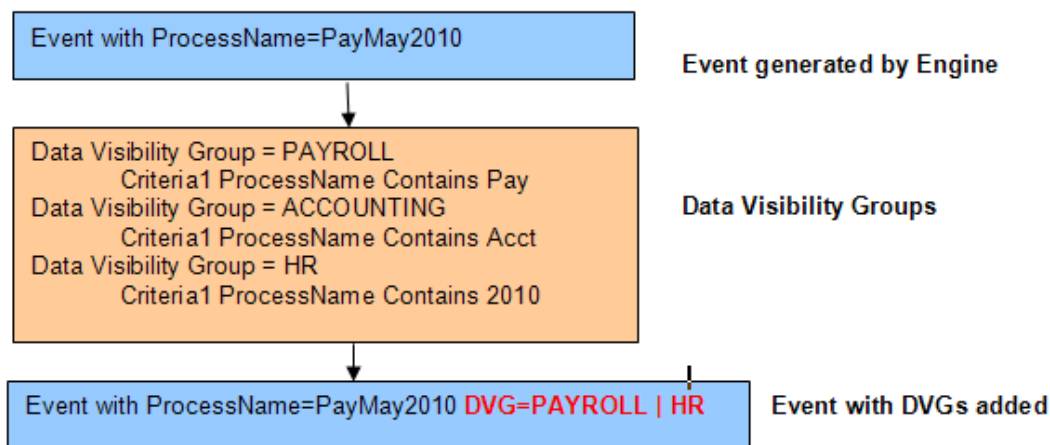 Event with ProcessName=PayMay2010
Event generated by Engine
Data Visibility Group = PAYROLL
Criteria1 ProcessName Contains Pay
Data Visibility Group = ACCOUNTING
Criteria1 ProcessName Contains Acct
Data Visibility Group = HR
Criteria1 ProcessName Contains 2010
Data Visibility Groups
Event with ProcessName=PayMay2010 DVG=PAYROLL | HR
Event with DVGs added